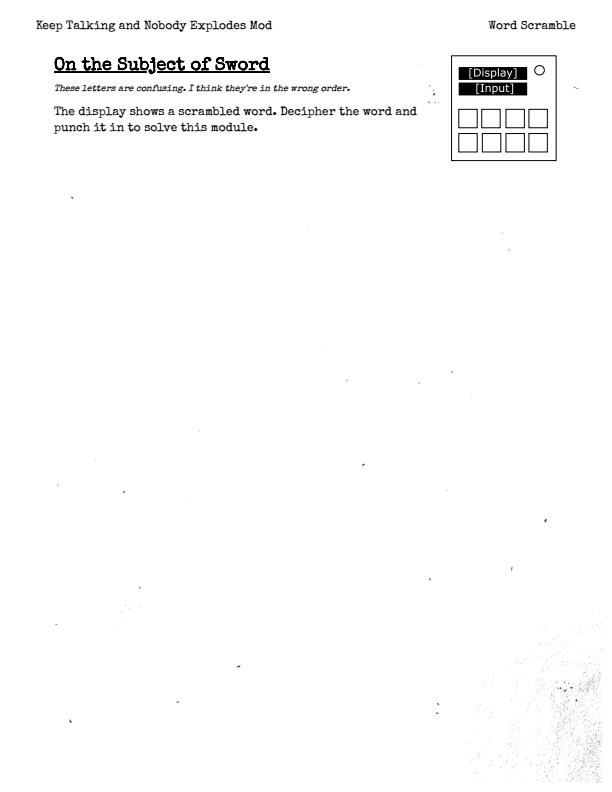 Keep Talking and Nobody Explodes Mod
Word Scramble
On the Subject of Sword
These letters are confusing. I think they're in the wrong order.
The display shows a scrambled word. Decipher the word and
punch it in to solve this module.
[Display]
[Input]